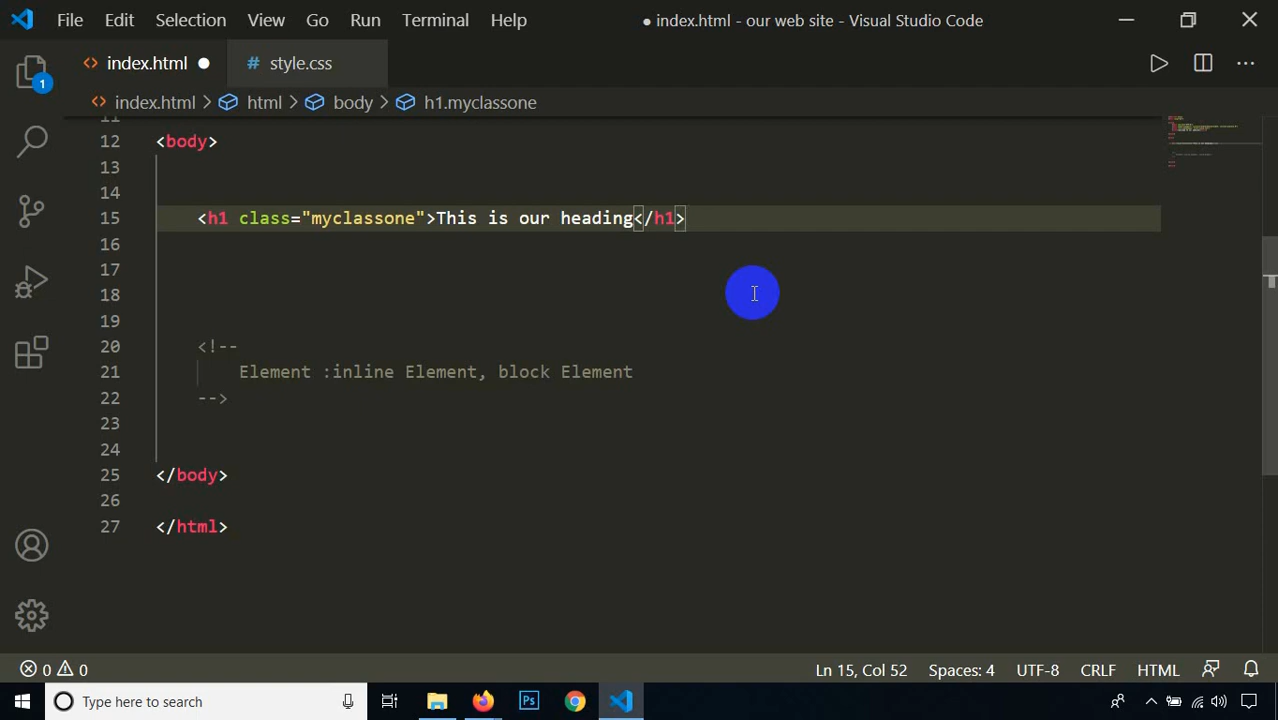 File Edit Selection View Go Run Terminal Help ● index.html - our web site - Visual Studio Code
index.html ● # style.css
1
index.html > html > body > h1.myclassone
11
12 <body>
13
14
15 <h1 class="myclassone">This is our heading</h1>
16
17
18
19
20 <!--
21 Element :inline Element, block Element
22 -->
23
24
25 </body>
26
27 </html>
0 0 Ln 15, Col 52 Spaces: 4 UTF-8 CRLF HTML
Type here to search Ps